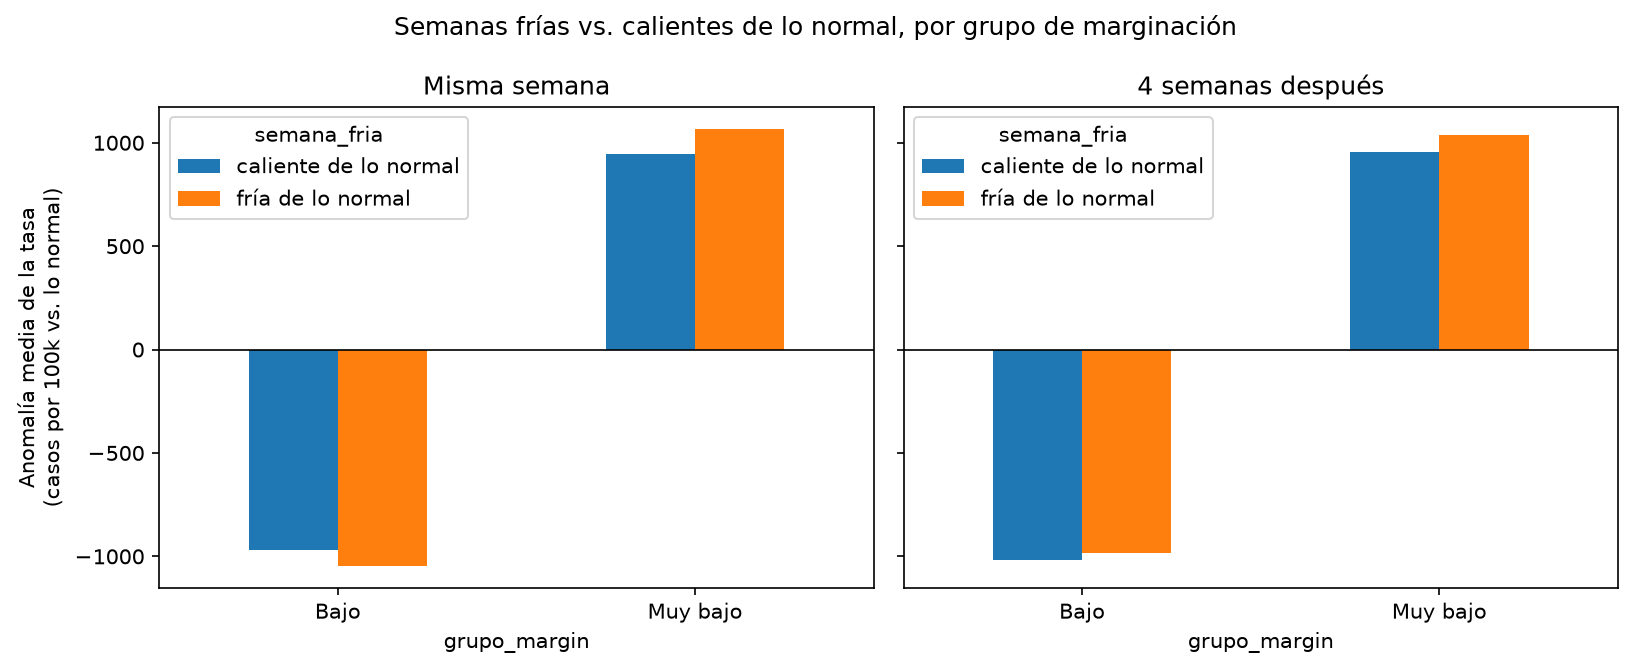 Semanas frías vs. calientes de lo normal, por grupo de marginación
Misma semana
semana_fria
caliente de lo normal
fría de lo normal
1000
500
0
−500
−1000
Anomalía media de la tasa
(casos por 100k vs. lo normal)
Bajo
Muy bajo
grupo_margin
4 semanas después
semana_fria
caliente de lo normal
fría de lo normal
Bajo
Muy bajo
grupo_margin